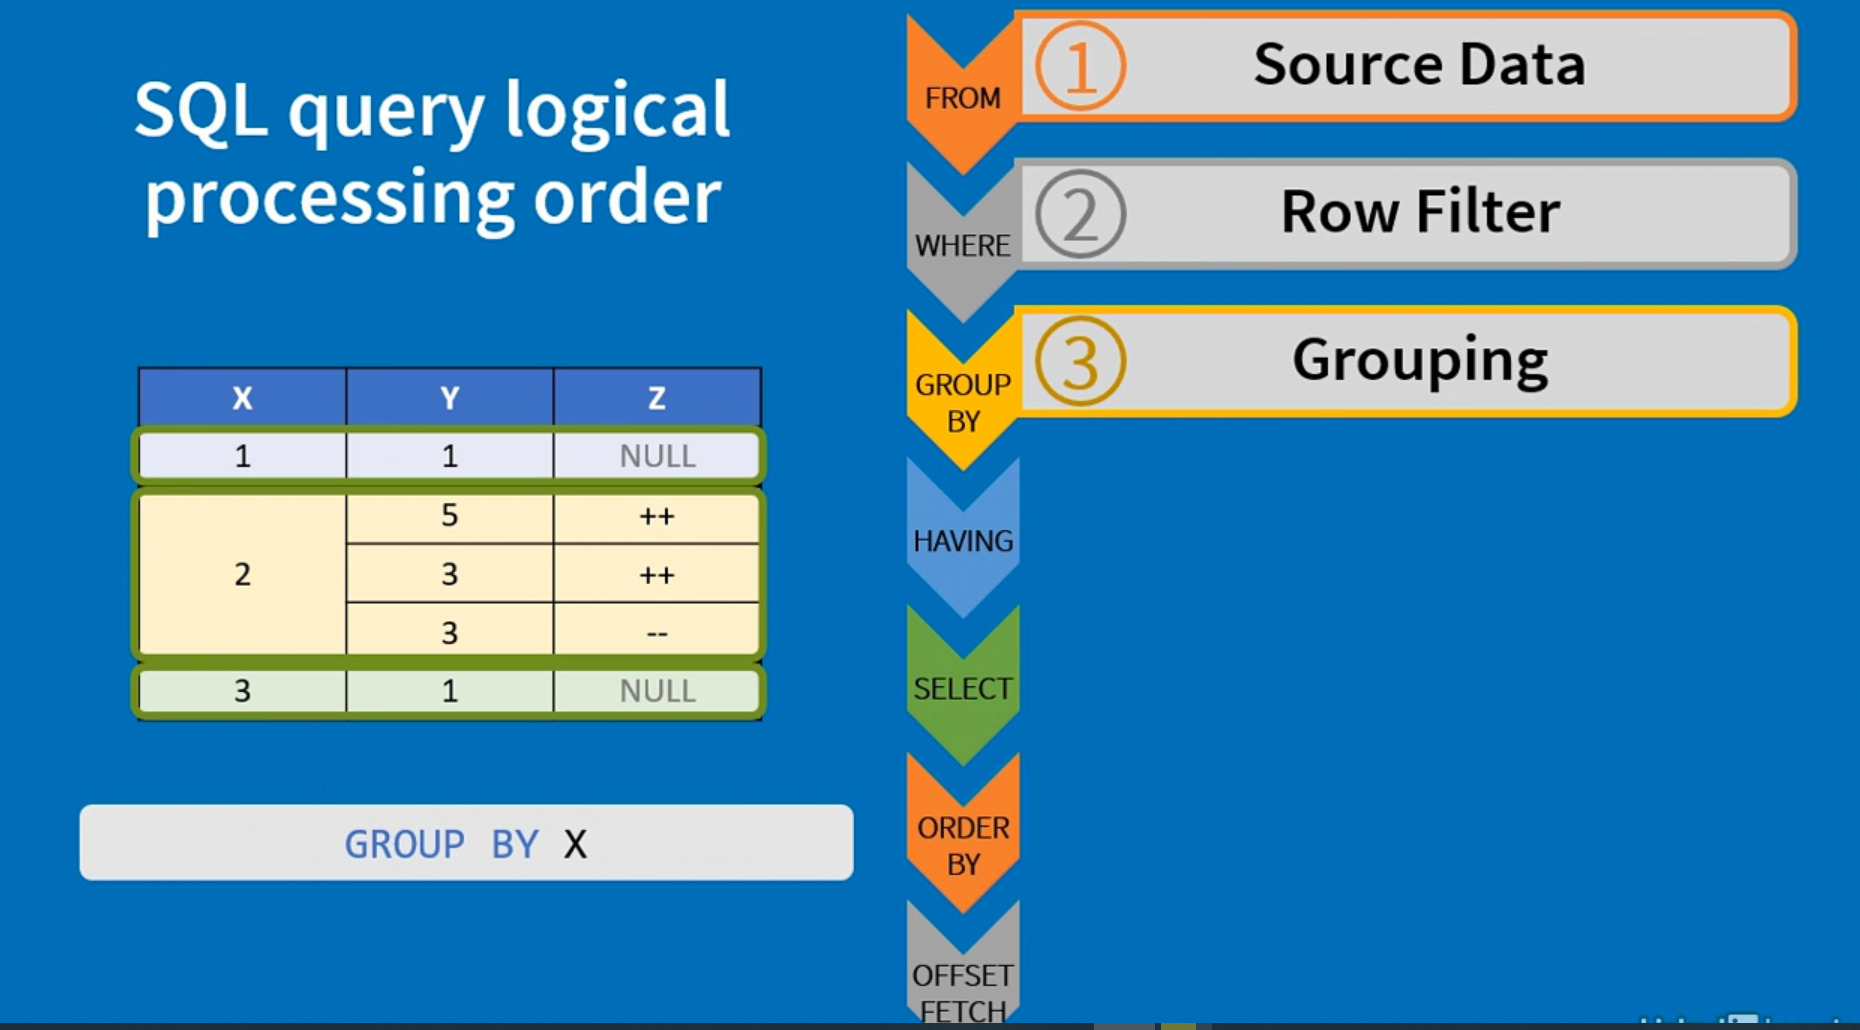 SQL query logical
processing order
X Y Z
1 1 NULL
2
5 ++
3 ++
3 --
3 1 NULL
GROUP BY X
FROM
1 Source Data
WHERE
2 Row Filter
GROUP
BY
3 Grouping
HAVING
SELECT
ORDER
BY
OFFSET
FETCH